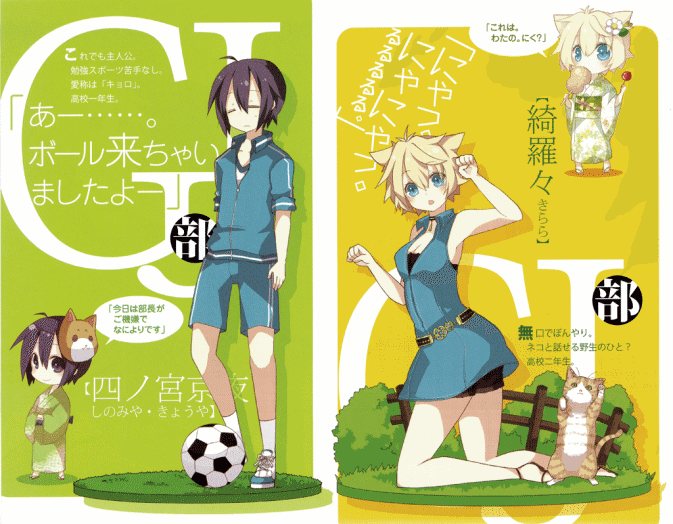 GJ
部
これでも主人公。
勉強スポーツ苦手なし。
愛称は「キョロ」。
高校一年生。
「あー……。
ボール来ちゃい
ましたよー」
「今日は部長が
ご機嫌で
なによりです」
【四ノ宮京夜
しのみや・きょうや】
GJ
部
「これは。
わたの。にく?」
「にゃっ。
にゃにゃっ。
【綺羅々
きらら】
無口でぼんやり。
ネコと話せる野生のひと?
高校二年生。